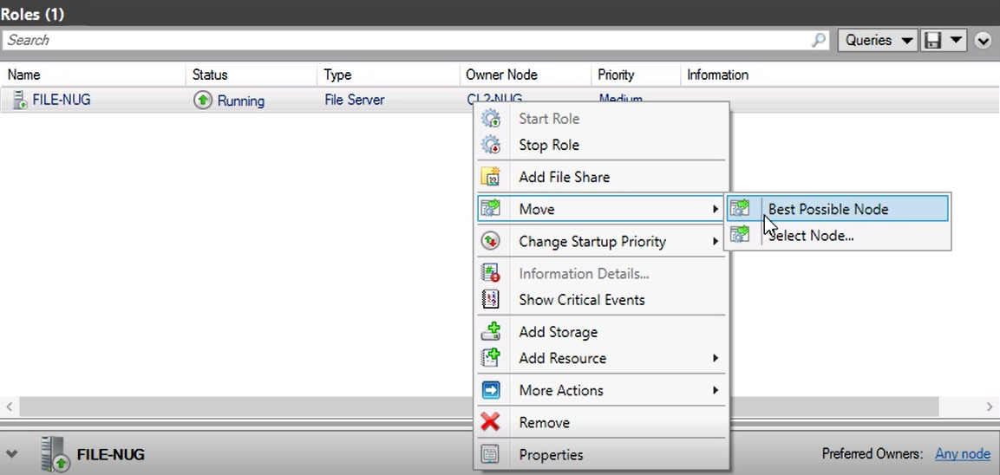 Roles (1)
Search
Queries
Name Status Type Owner Node Priority Information
FILE-NUG Running File Server CL2-NUG Medium
Start Role
Stop Role
Add File Share
Move
Best Possible Node
Select Node...
Change Startup Priority
Information Details...
Show Critical Events
Add Storage
Add Resource
More Actions
Remove
Properties
FILE-NUG
Preferred Owners: Any node